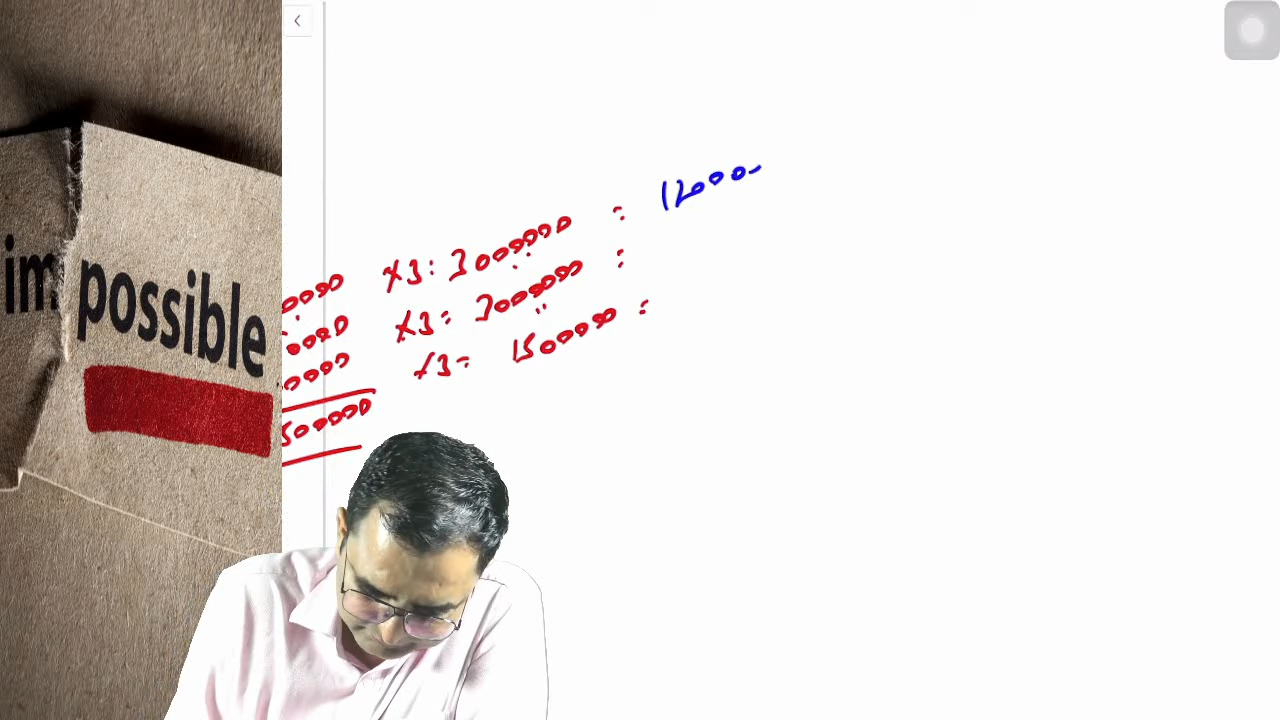 im possible
12000
0000 X3: 3000000 =
0000 X3= 3000000 =
0000 X3= 1500000 =
500000